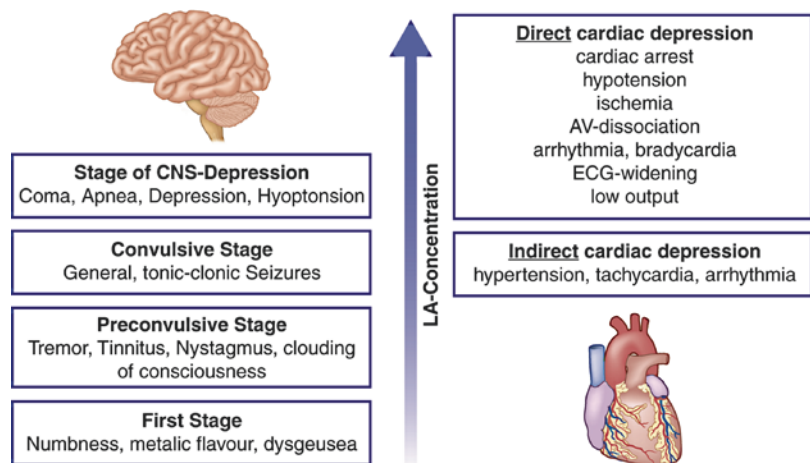 Stage of CNS-Depression
Coma, Apnea, Depression, Hyoptonsion
Convulsive Stage
General, tonic-clonic Seizures
Preconvulsive Stage
Tremor, Tinnitus, Nystagmus, clouding
of consciousness
First Stage
Numbness, metalic flavour, dysgeusea
LA-Concentration
Direct cardiac depression
cardiac arrest
hypotension
ischemia
AV-dissociation
arrhythmia, bradycardia
ECG-widening
low output
Indirect cardiac depression
hypertension, tachycardia, arrhythmia